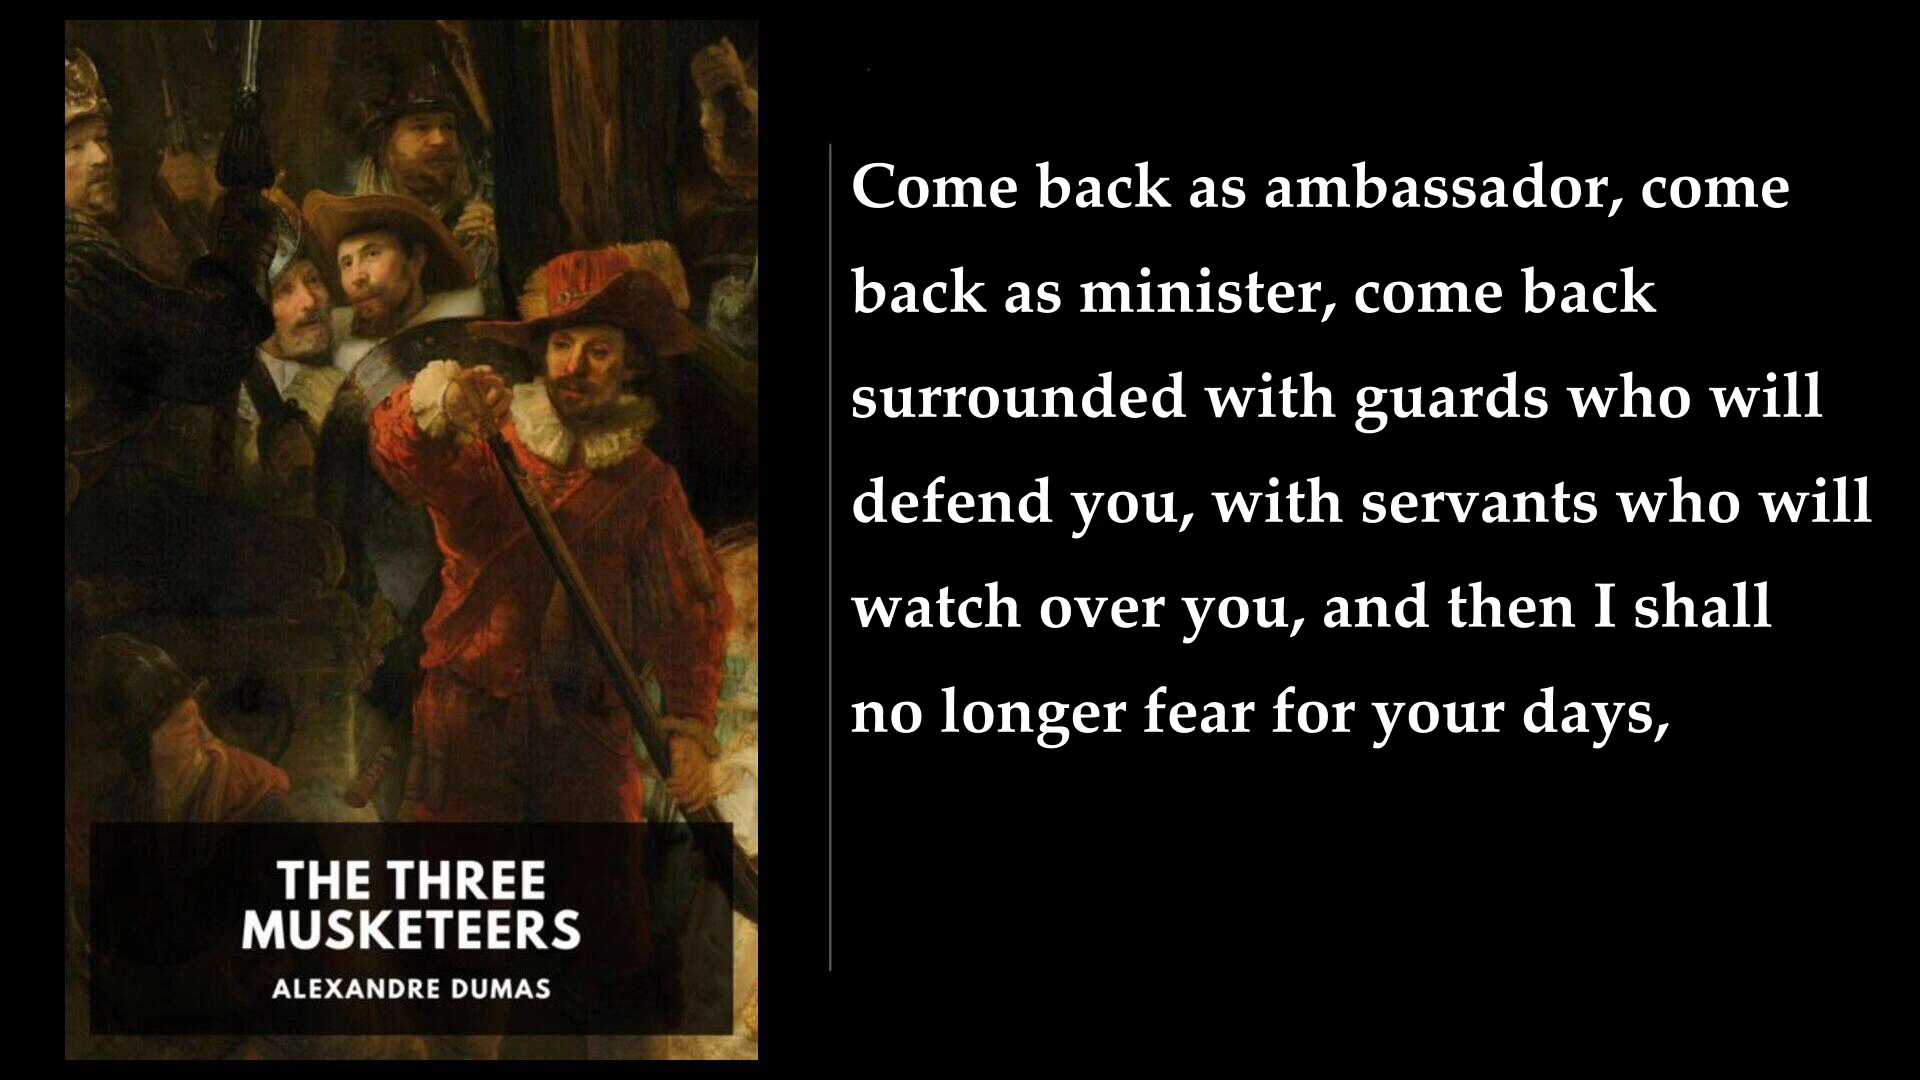 THE THREE
MUSKETEERS
ALEXANDRE DUMAS
Come back as ambassador, come
back as minister, come back
surrounded with guards who will
defend you, with servants who will
watch over you, and then I shall
no longer fear for your days,